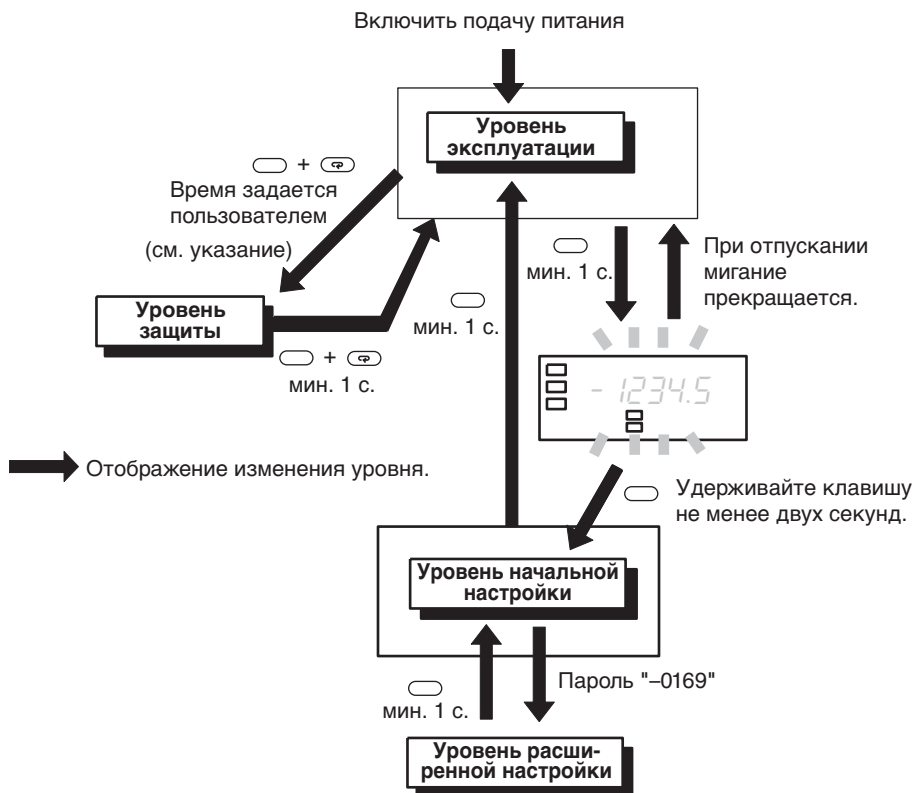 Включить подачу питания
Уровень
эксплуатации
+
Время задается
пользователем
(см. указание)
мин. 1 с.
При отпускании
мигание
прекращается.
Уровень
защиты
мин. 1 с.
+
мин. 1 с.
-1234.5
Отображение изменения уровня.
Удерживайте клавишу
не менее двух секунд.
Уровень начальной
настройки
Пароль "–0169"
мин. 1 с.
Уровень расши-
ренной настройки